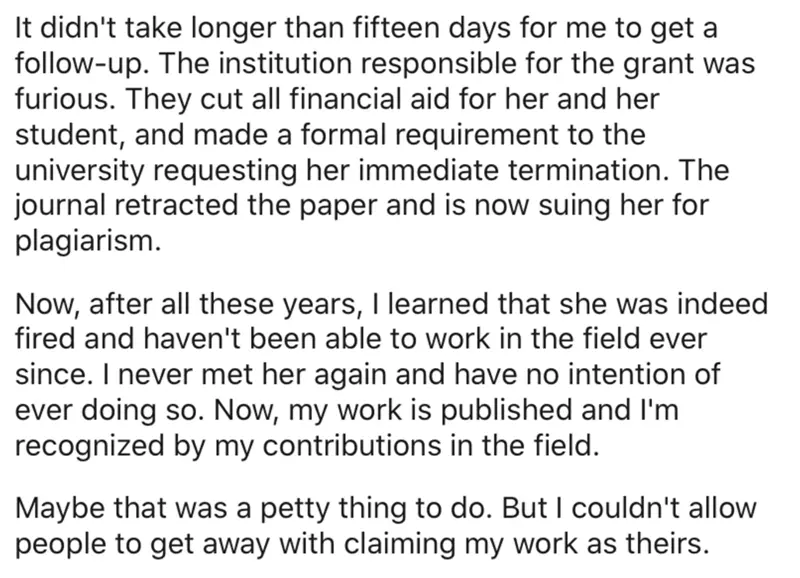 It didn't take longer than fifteen days for me to get a
follow-up. The institution responsible for the grant was
furious. They cut all financial aid for her and her
student, and made a formal requirement to the
university requesting her immediate termination. The
journal retracted the paper and is now suing her for
plagiarism.
Now, after all these years, I learned that she was indeed
fired and haven't been able to work in the field ever
since. I never met her again and have no intention of
ever doing so. Now, my work is published and I'm
recognized by my contributions in the field.
Maybe that was a petty thing to do. But I couldn't allow
people to get away with claiming my work as theirs.